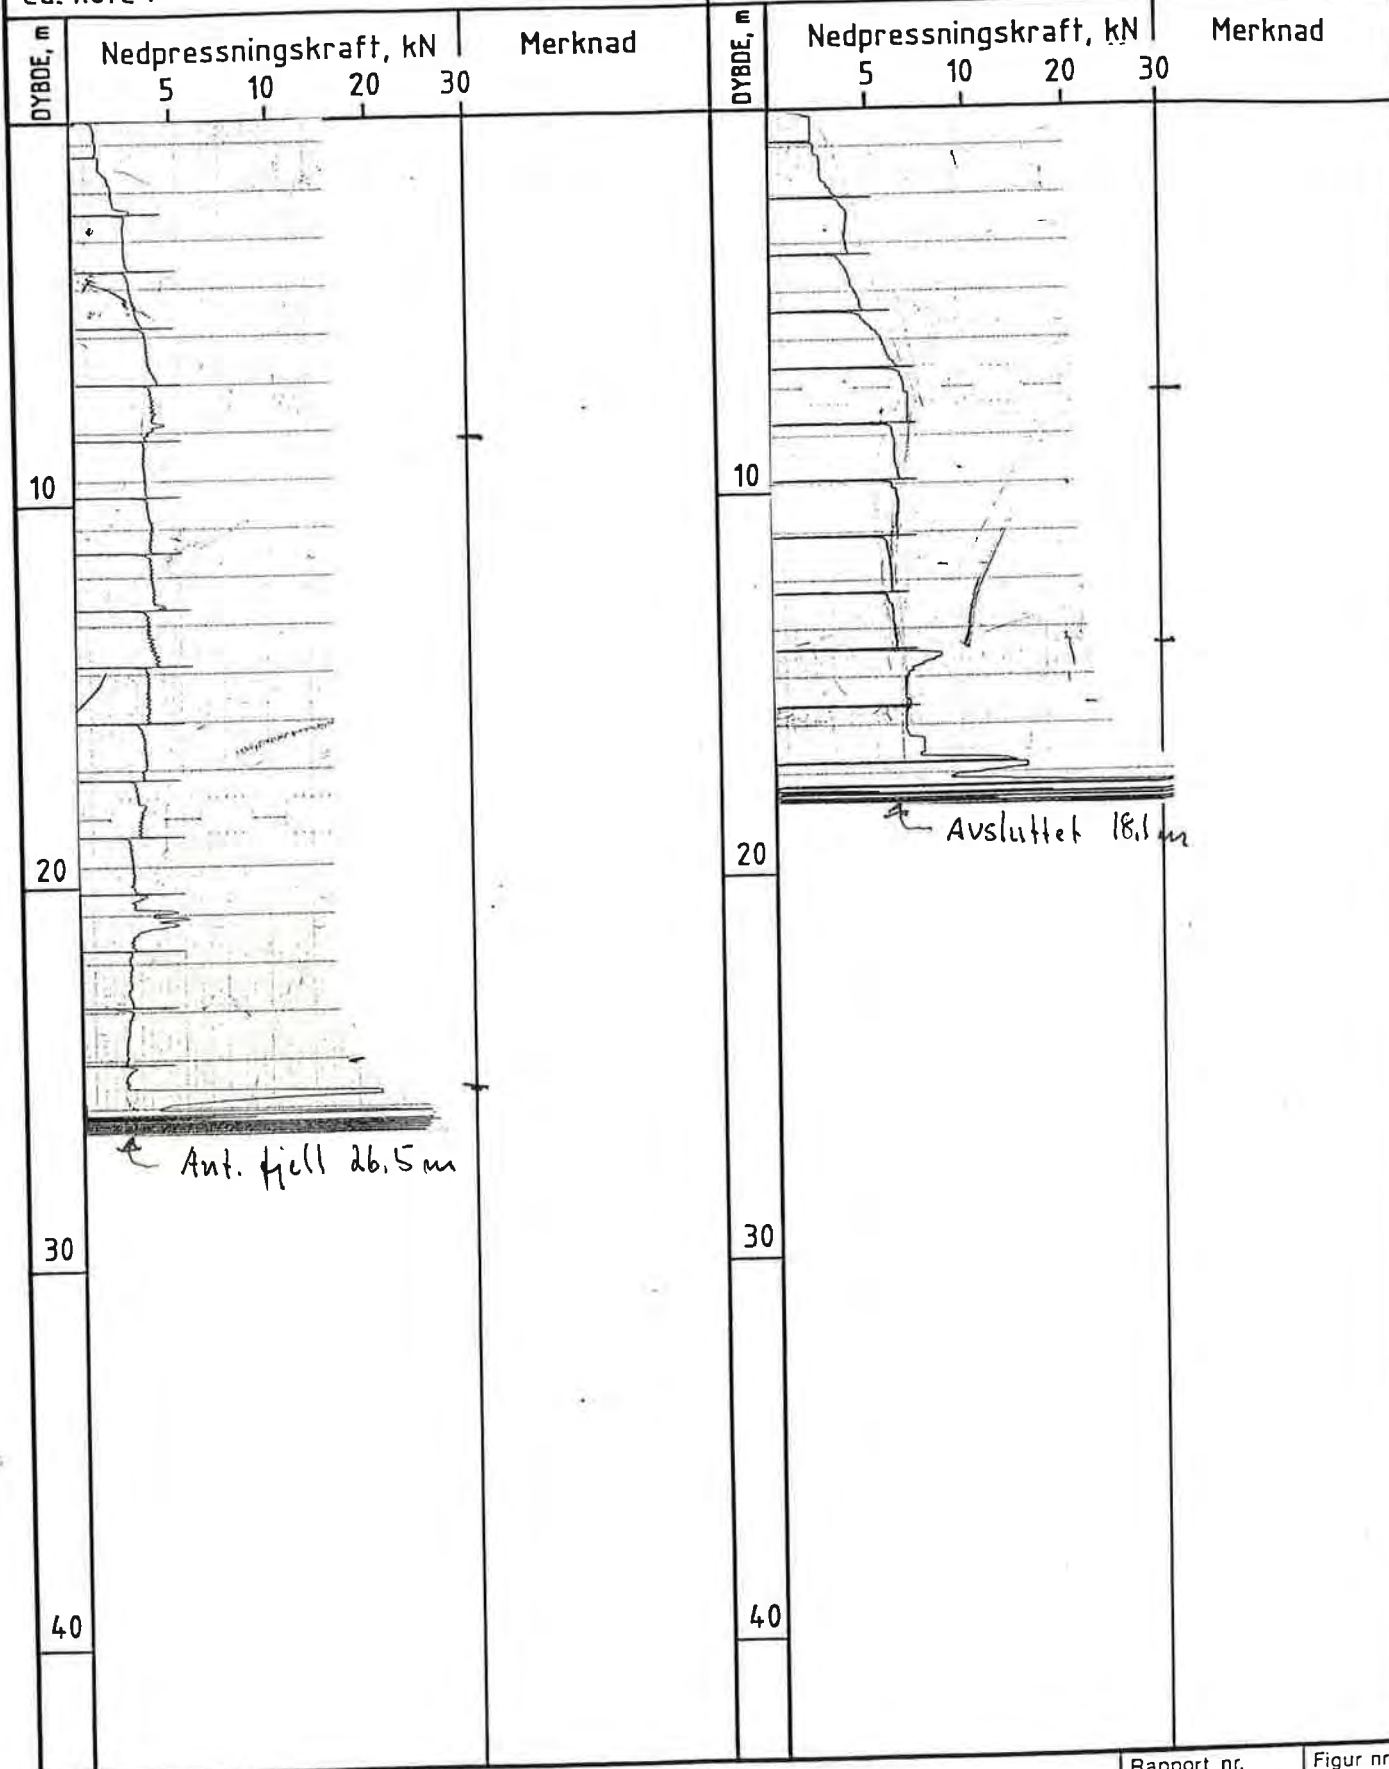 DYBDE, m
Nedpressningskraft, kN
Merknad
5 10 20 30
10
20
30
40
Ant. fjell 26.5 m
DYBDE, m
Nedpressningskraft, kN
Merknad
5 10 20 30
10
20
30
40
Avsluttet 18.1 m
Rapport nr.
Figur nr